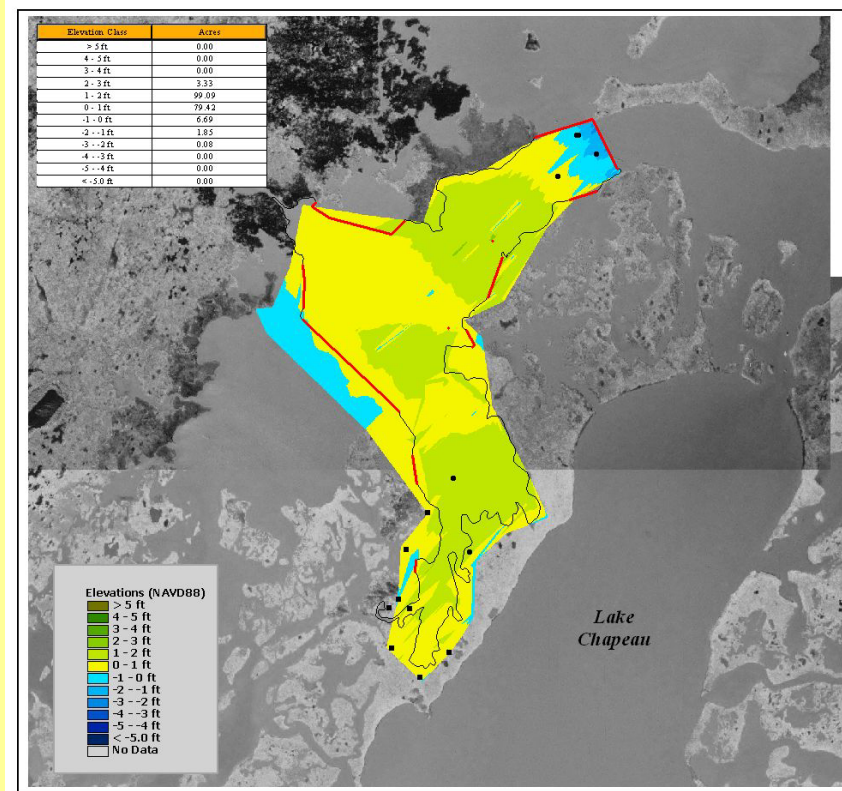 Elevation Class Acres
> 5 ft 0.00
4 - 5 ft 0.00
3 - 4 ft 0.00
2 - 3 ft 3.33
1 - 2 ft 99.09
0 - 1 ft 79.42
-1 - 0 ft 6.69
-2 - -1 ft 1.85
-3 - -2 ft 0.08
-4 - -3 ft 0.00
-5 - -4 ft 0.00
< -5.0 ft 0.00
Elevations (NAVD88)
> 5 ft
4 - 5 ft
3 - 4 ft
2 - 3 ft
1 - 2 ft
0 - 1 ft
-1 - 0 ft
-2 - -1 ft
-3 - -2 ft
-4 - -3 ft
-5 - -4 ft
< -5.0 ft
No Data
Lake
Chapeau